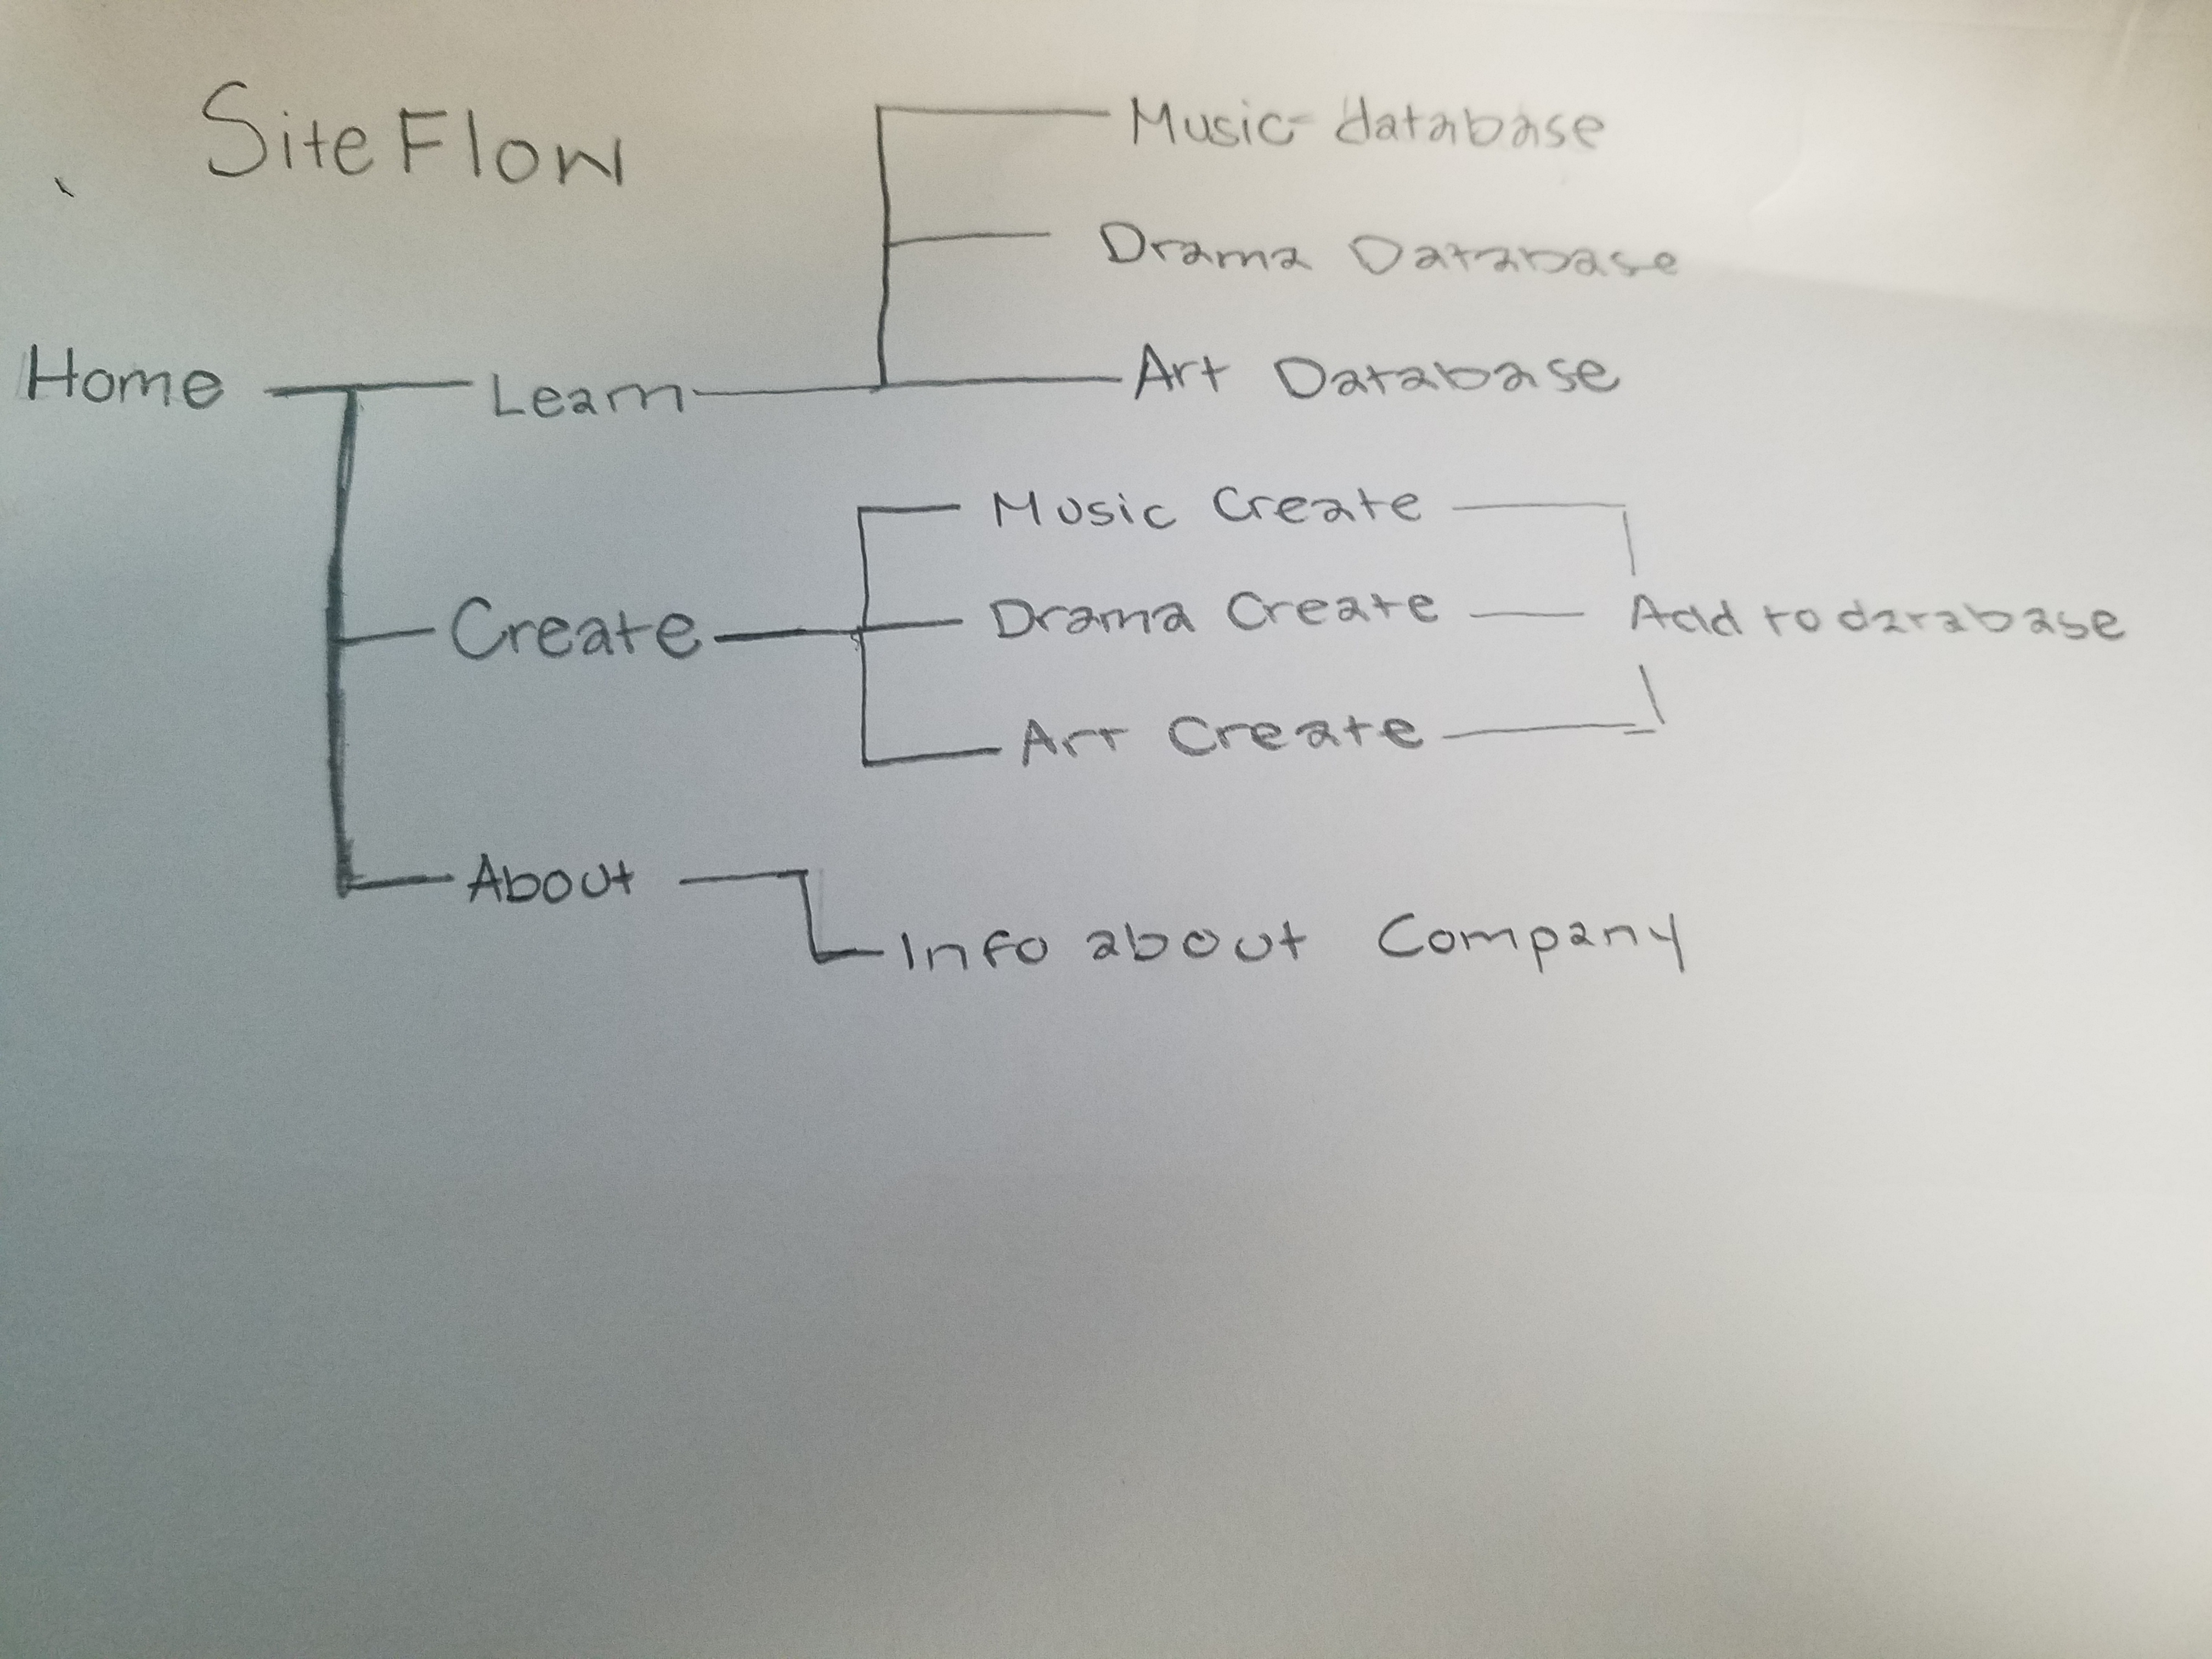 Site Flow
Music-database
Drama Database
Home
Learn
Art Database
Music Create
Create
Drama Create
Add to database
Art Create
About
Info about Company